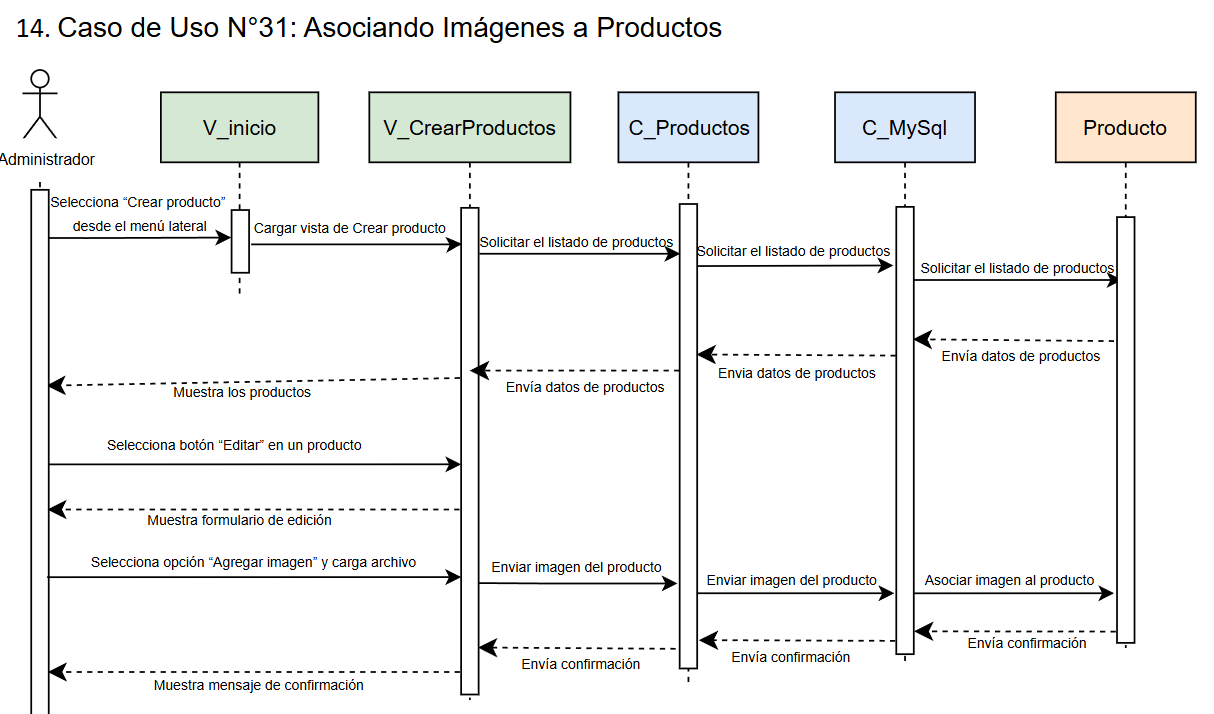 14. Caso de Uso N°31: Asociando Imágenes a Productos
Administrador
V_inicio
V_CrearProductos
C_Productos
C_MySql
Producto
Selecciona “Crear producto”
desde el menú lateral
Cargar vista de Crear producto
Solicitar el listado de productos
Solicitar el listado de productos
Solicitar el listado de productos
Envía datos de productos
Envia datos de productos
Envía datos de productos
Muestra los productos
Selecciona botón “Editar” en un producto
Muestra formulario de edición
Selecciona opción “Agregar imagen” y carga archivo
Enviar imagen del producto
Enviar imagen del producto
Asociar imagen al producto
Envía confirmación
Envía confirmación
Envía confirmación
Muestra mensaje de confirmación